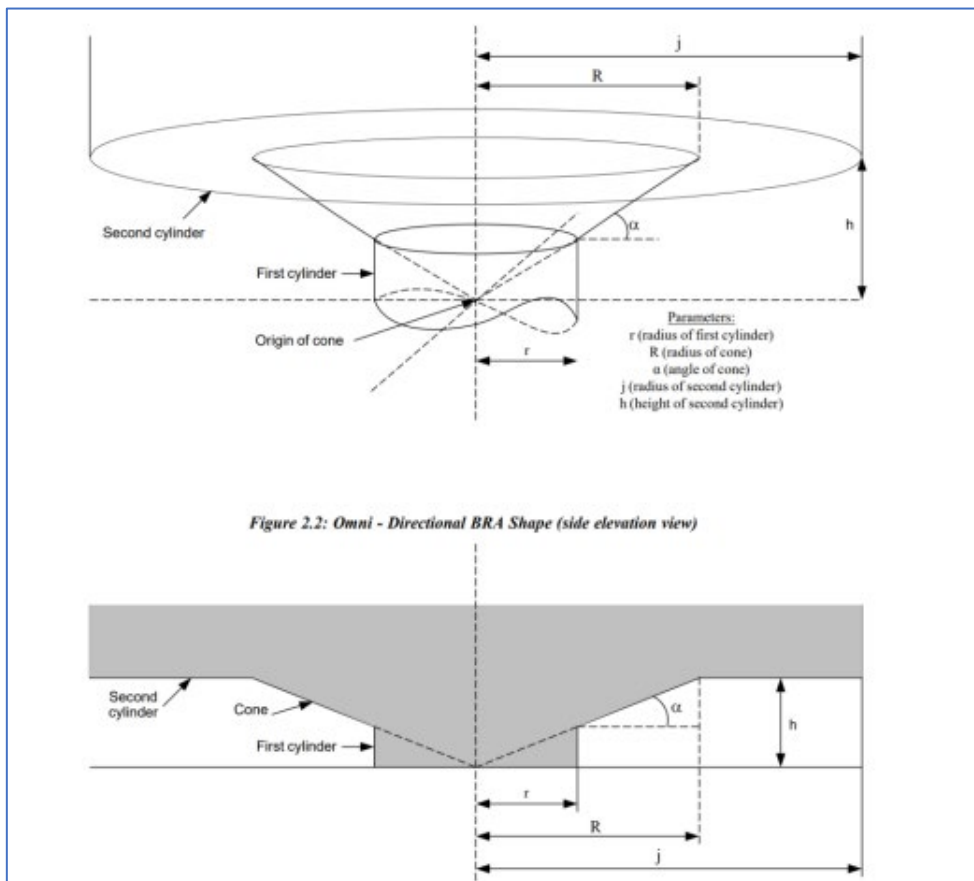 j
R
α
h
Second cylinder
First cylinder
Origin of cone
r
Parameters:
r (radius of first cylinder)
R (radius of cone)
α (angle of cone)
j (radius of second cylinder)
h (height of second cylinder)
Figure 2.2: Omni - Directional BRA Shape (side elevation view)
Second
cylinder
Cone
First cylinder
α
h
r
R
j